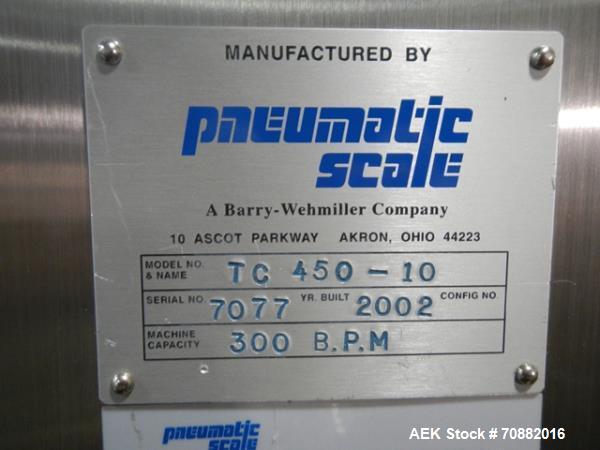 MANUFACTURED BY
pneumatic
scale
A Barry-Wehmiller Company
10 ASCOT PARKWAY AKRON, OHIO 44223
MODEL NO. & NAME TC 450-10
SERIAL NO. 7077 YR. BUILT 2002 CONFIG NO.
MACHINE CAPACITY 300 B.P.M
pneumatic
scale
AEK Stock #70882016